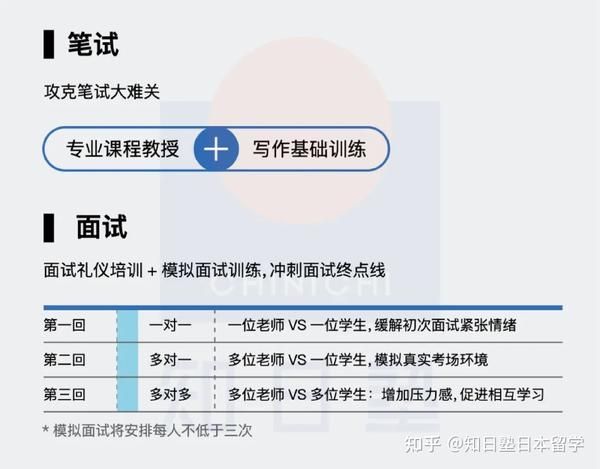 笔试
攻克笔试大难关
专业课程教授 + 写作基础训练
面试
面试礼仪培训 + 模拟面试训练, 冲刺面试终点线
CHINICHI
第一回 一对一 一位老师 VS 一位学生, 缓解初次面试紧张情绪
第二回 多对一 多位老师 VS 一位学生, 模拟真实考场环境
第三回 多对多 多位老师 VS 多位学生：增加压力感, 促进相互学习
知日塾
* 模拟面试将安排每人不低于三次
知乎 @知日塾日本留学